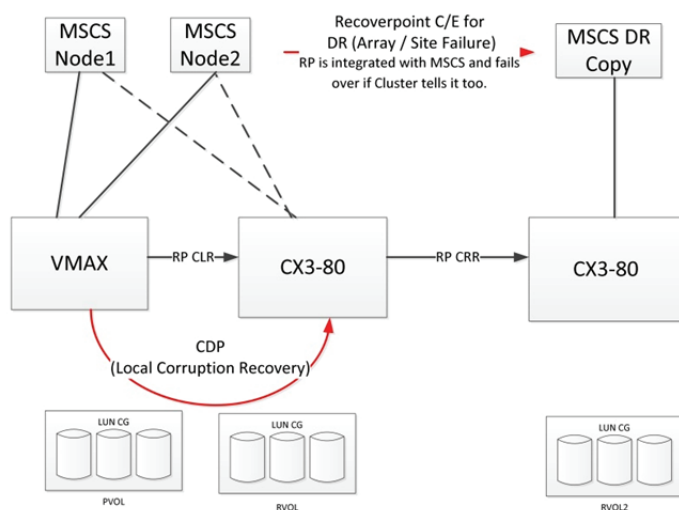 MSCS
Node1
MSCS
Node2
Recoverpoint C/E for
DR (Array / Site Failure)
RP is integrated with MSCS and fails
over if Cluster tells it too.
MSCS DR
Copy
VMAX
RP CLR
CX3-80
RP CRR
CX3-80
CDP
(Local Corruption Recovery)
LUN CG
PVOL
LUN CG
RVOL
LUN CG
RVOL2